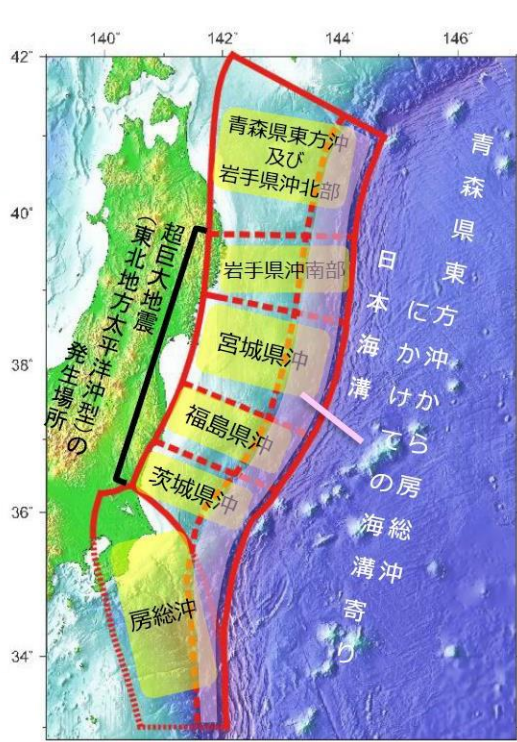 140°
142°
144°
146°
42°
40°
38°
36°
34°
青森県東方沖
及び
岩手県沖北部
岩手県沖南部
宮城県沖
福島県沖
茨城県沖
房総沖
超巨大地震
(東北地方太平洋沖型)の
発生場所
日本海溝
青森県東方沖から房総沖
にかけての海溝寄り